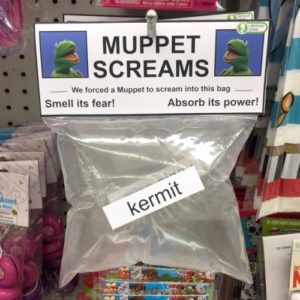 MUPPET
SCREAMS
We forced a Muppet to scream into this bag
Smell its fear! Absorb its power!
kermit